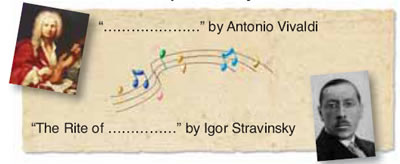 “.....................” by Antonio Vivaldi
“The Rite of ...............” by Igor Stravinsky